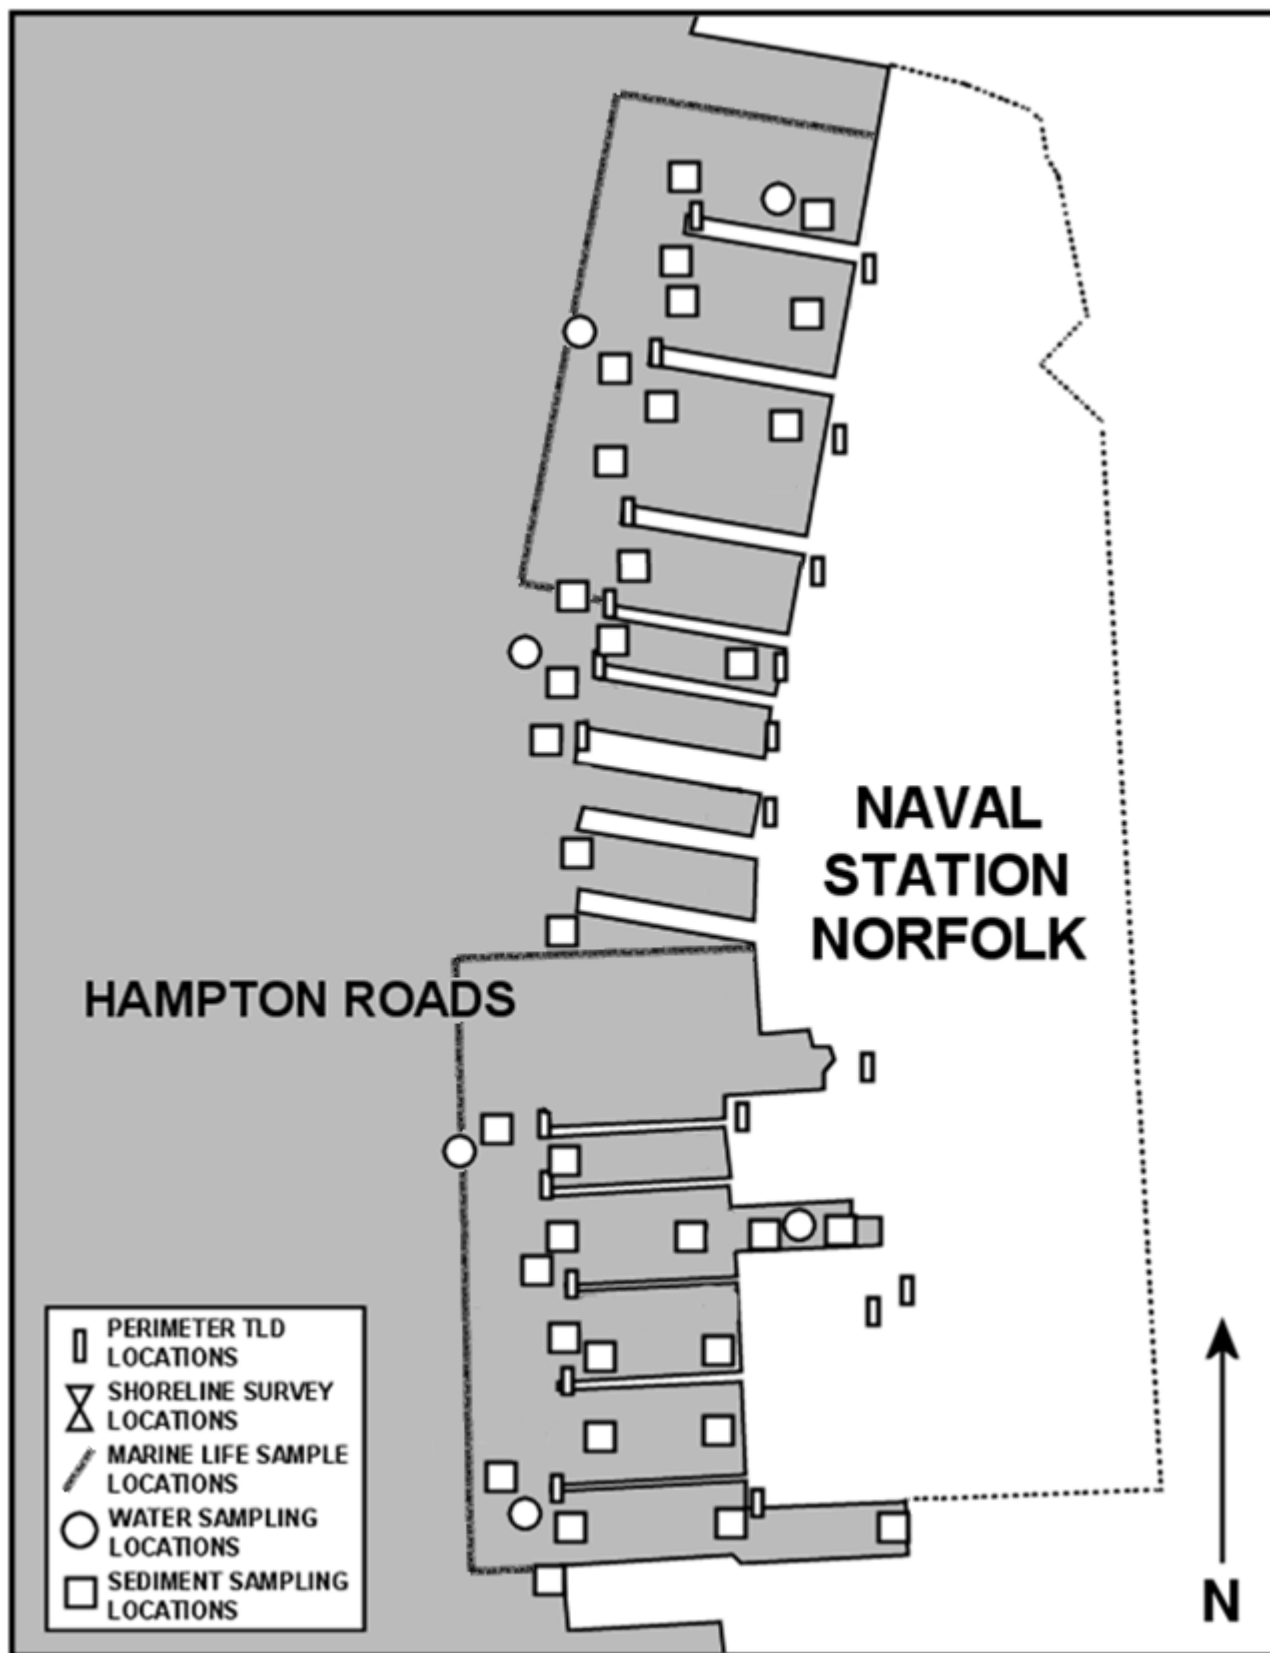 NAVAL
STATION
NORFOLK
HAMPTON ROADS
PERIMETER TLD
LOCATIONS
SHORELINE SURVEY
LOCATIONS
MARINE LIFE SAMPLE
LOCATIONS
WATER SAMPLING
LOCATIONS
SEDIMENT SAMPLING
LOCATIONS
N